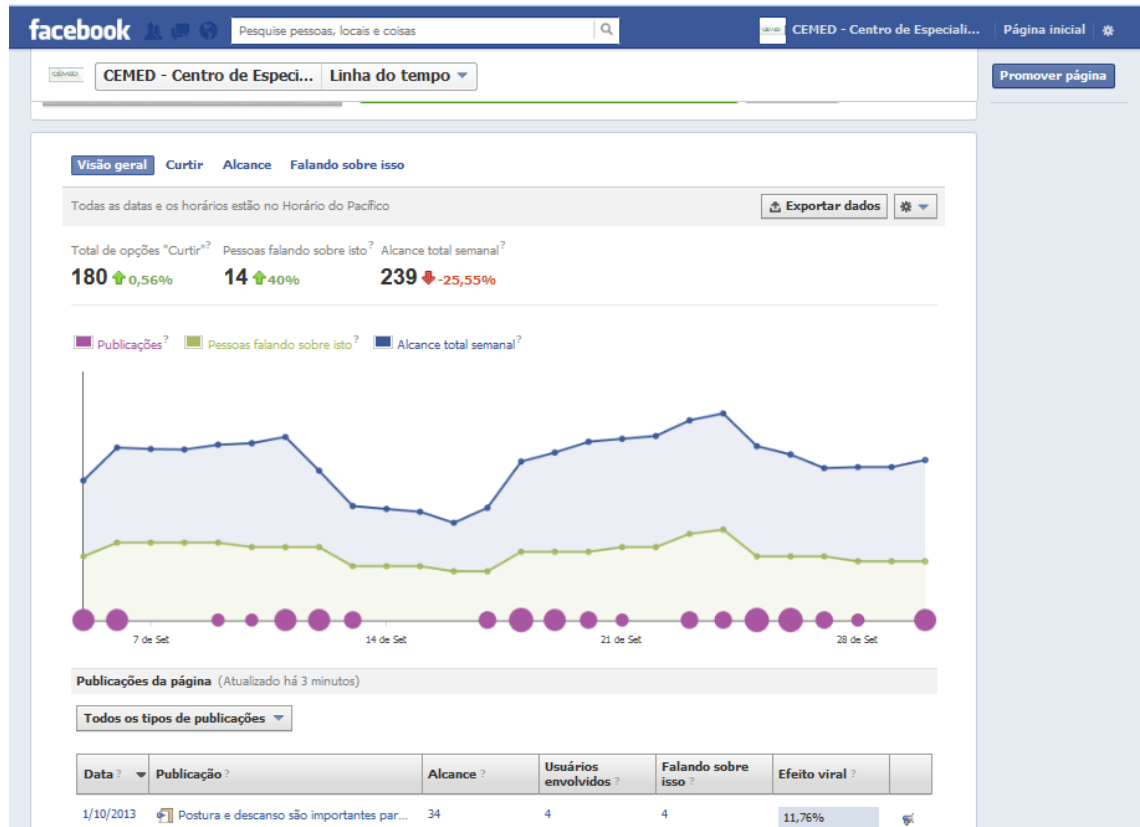 facebook Pesquise pessoas, locais e coisas CEMED - Centro de Especiali... Página inicial
CEMED CEMED - Centro de Especi... Linha do tempo Promover página
Visão geral Curtir Alcance Falando sobre isso
Todas as datas e os horários estão no Horário do Pacífico Exportar dados
Total de opções "Curtir"? Pessoas falando sobre isto? Alcance total semanal?
180 0,56% 14 40% 239 -25,55%
Publicações? Pessoas falando sobre isto? Alcance total semanal?
7 de Set 14 de Set 21 de Set 28 de Set
Publicações da página (Atualizado há 3 minutos)
Todos os tipos de publicações
Data? Publicação? Alcance? Usuários envolvidos? Falando sobre isso? Efeito viral?
1/10/2013 Postura e descanso são importantes par... 34 4 4 11,76%